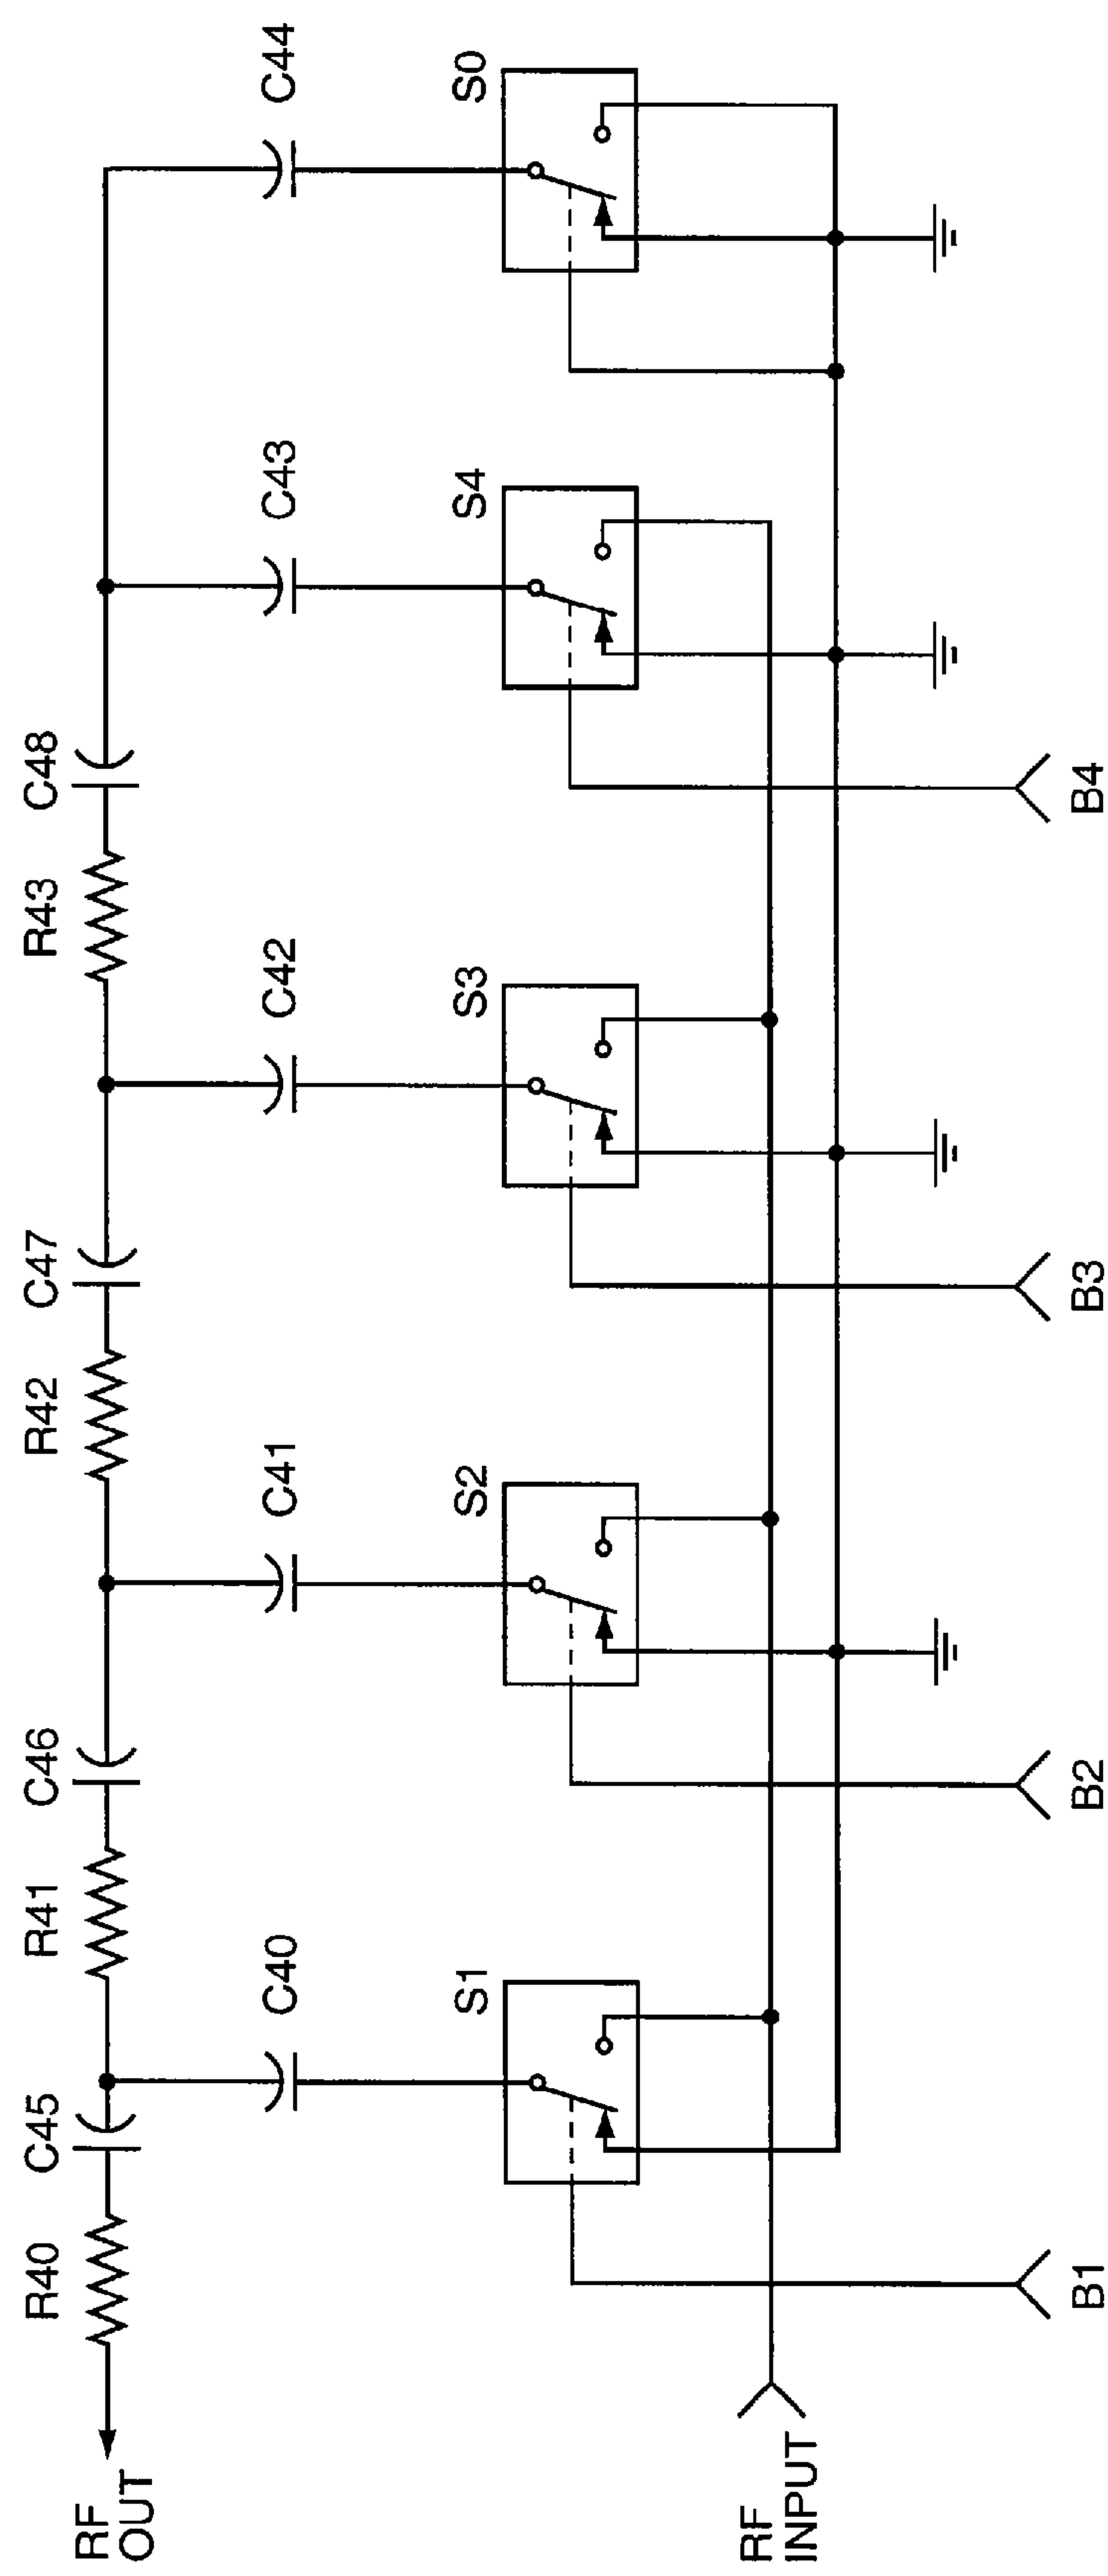 R40
C45
R41
C46
R42
C47
R43
C48
C40
C41
C42
C43
C44
S1
S2
S3
S4
S0
RF
OUT
RF
INPUT
B1
B2
B3
B4